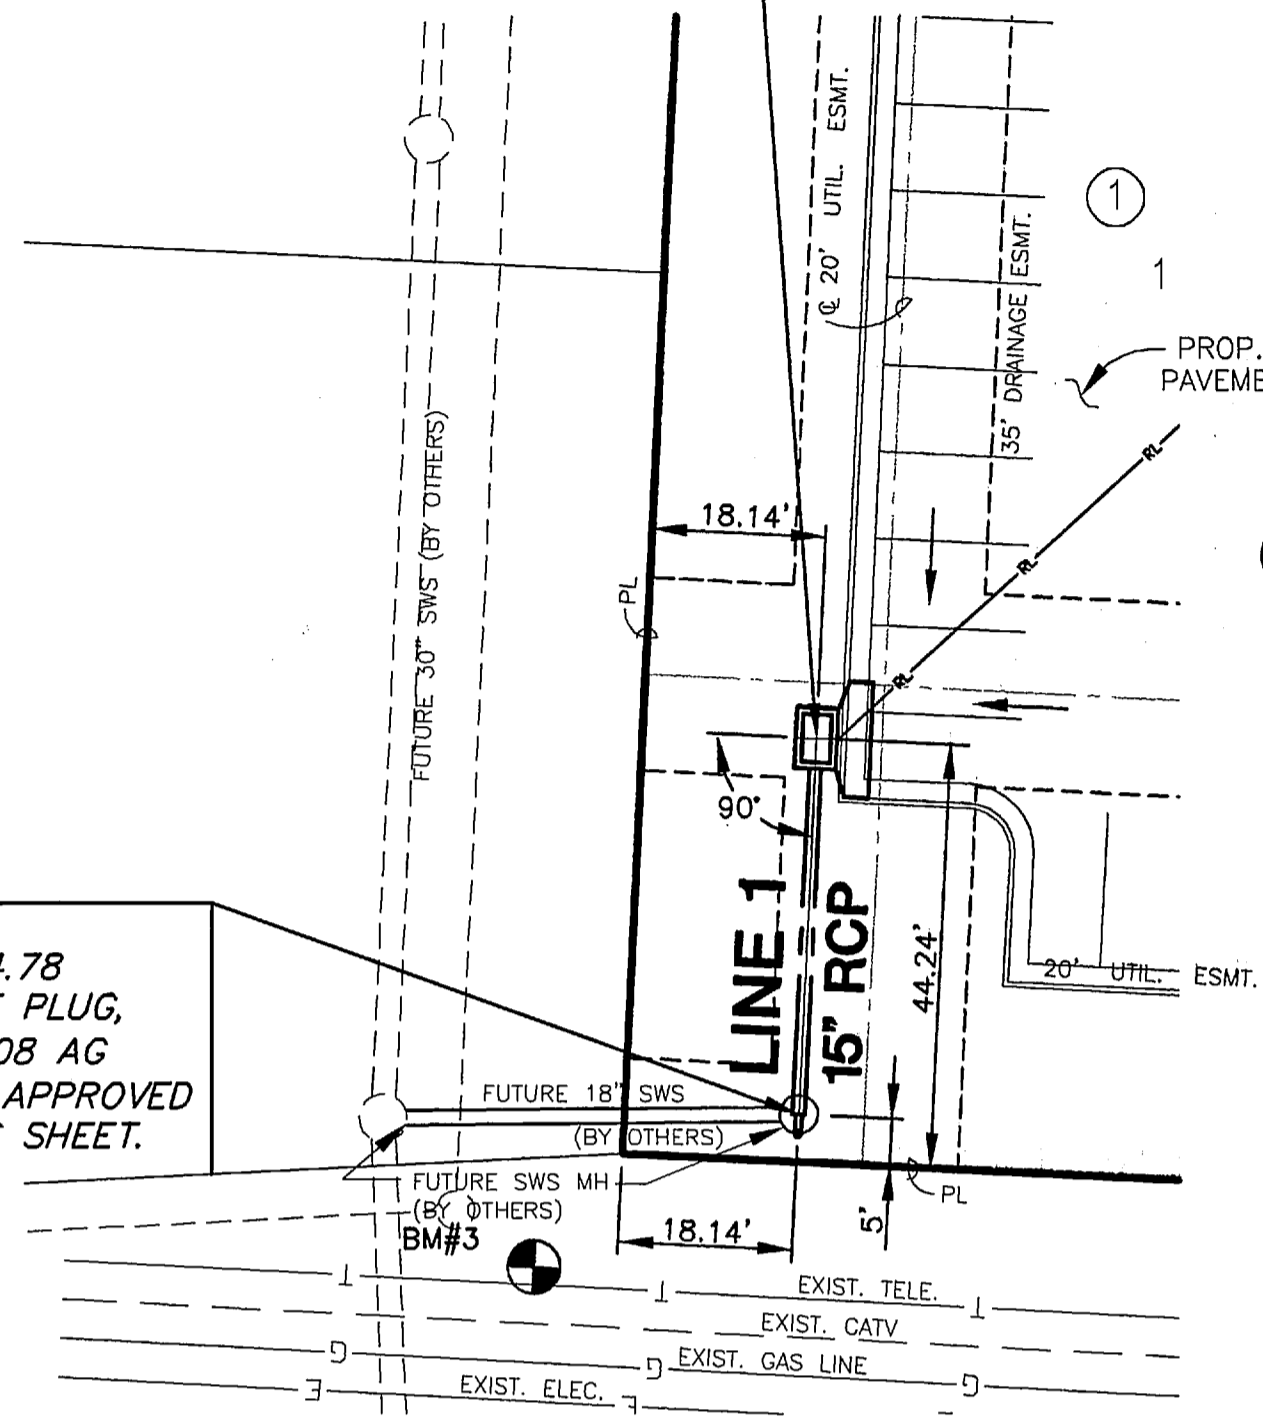 ℄ 20' UTIL. ESMT.
35' DRAINAGE ESMT.
1
1
PROP.
PAVEME
RL
RL
RL
18.14'
PL
FUTURE 30" SWS (BY OTHERS)
90°
LINE 1
15" RCP
44.24'
20' UTIL. ESMT.
.78
PLUG,
08 AG
APPROVED
SHEET.
FUTURE 18" SWS
(BY OTHERS)
FUTURE SWS MH
(BY OTHERS)
PL
BM#3
18.14'
5'
T
T
T
EXIST. TELE.
EXIST. CATV
G
G
G
EXIST. GAS LINE
E
EXIST. ELEC.